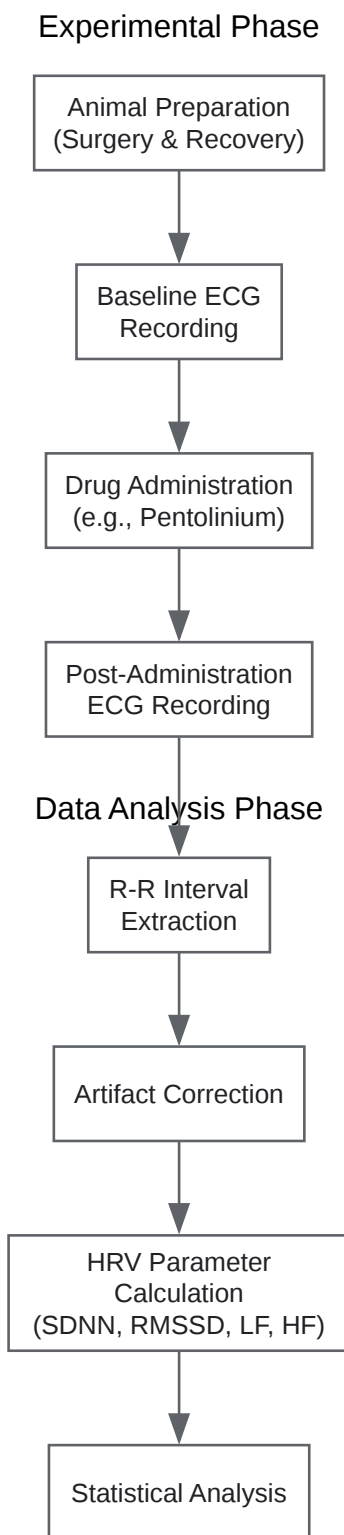 Experimental Phase
Animal Preparation
(Surgery & Recovery)
Baseline ECG
Recording
Drug Administration
(e.g., Pentolinium)
Post-Administration
ECG Recording
Data Analysis Phase
R-R Interval
Extraction
Artifact Correction
HRV Parameter
Calculation
(SDNN, RMSSD, LF, HF)
Statistical Analysis